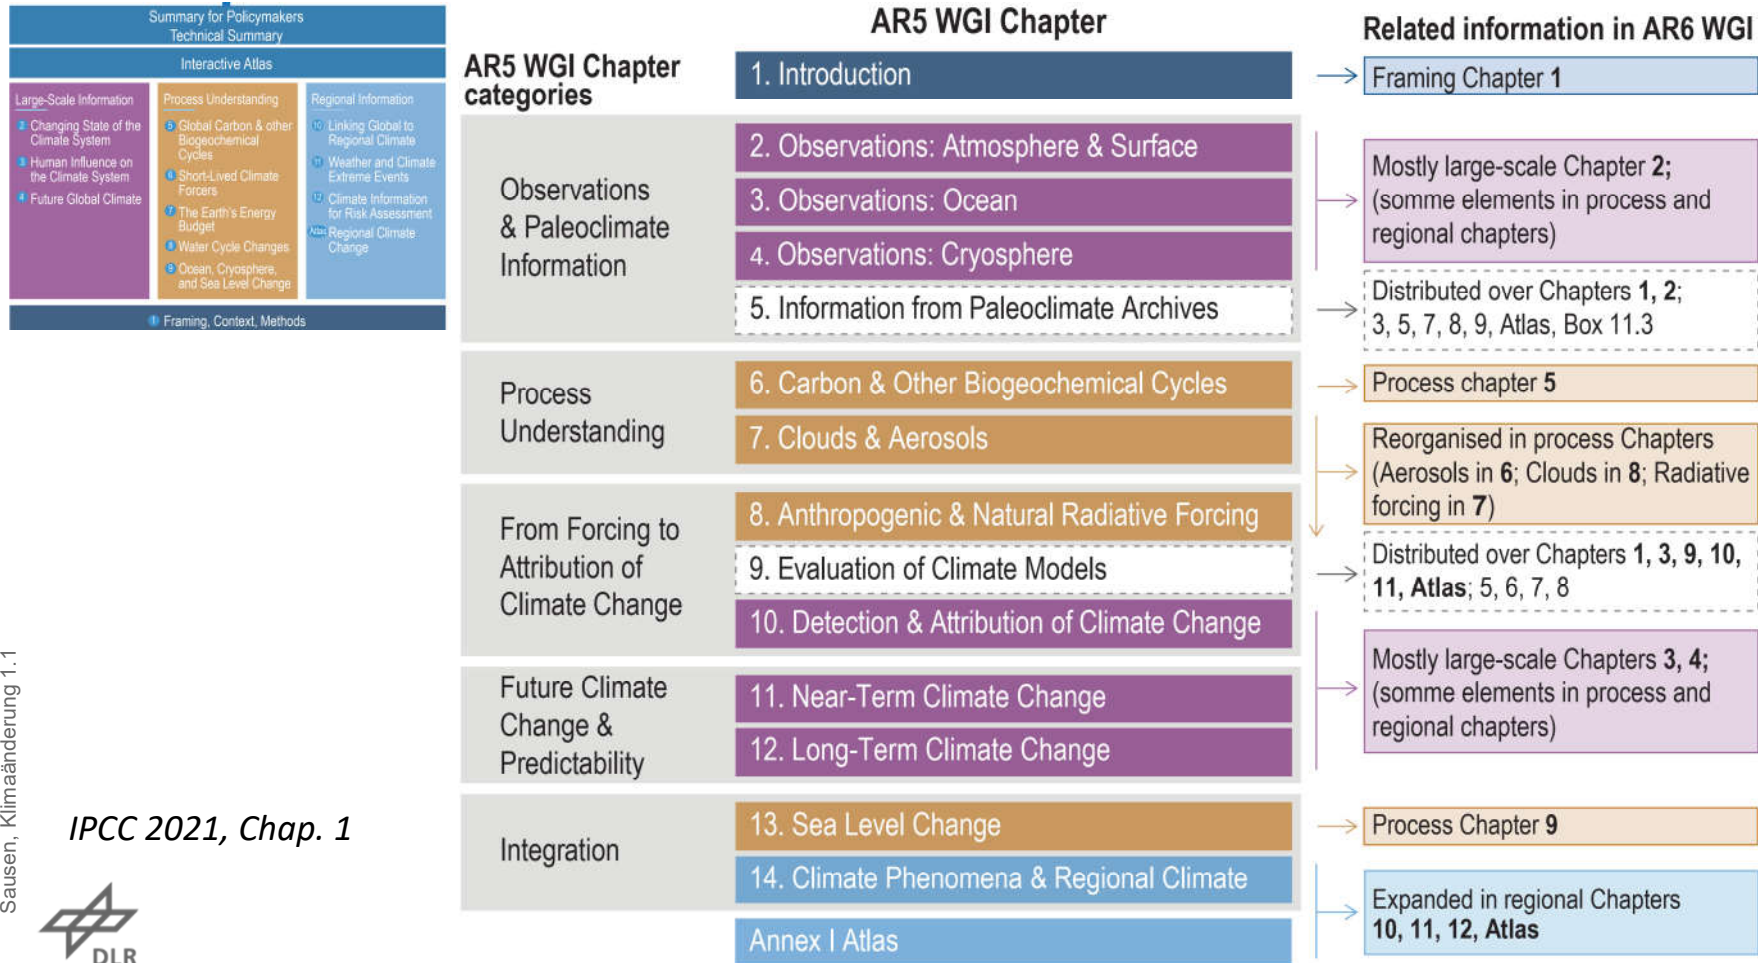 Summary for Policymakers
Technical Summary
Interactive Atlas
Large-Scale Information
2 Changing State of the
Climate System
3 Human Influence on
the Climate System
4 Future Global Climate
Process Understanding
5 Global Carbon & other
Biogeochemical
Cycles
6 Short-Lived Climate
Forcers
7 The Earth's Energy
Budget
8 Water Cycle Changes
9 Ocean, Cryosphere,
and Sea Level Change
Regional Information
10 Linking Global to
Regional Climate
11 Weather and Climate
Extreme Events
12 Climate Information
for Risk Assessment
Atlas Regional Climate
Change
1 Framing, Context, Methods
AR5 WGI Chapter
categories
AR5 WGI Chapter
Related information in AR6 WGI
1. Introduction
Framing Chapter 1
Observations
& Paleoclimate
Information
2. Observations: Atmosphere & Surface
3. Observations: Ocean
4. Observations: Cryosphere
5. Information from Paleoclimate Archives
Mostly large-scale Chapter 2;
(somme elements in process and
regional chapters)
Distributed over Chapters 1, 2;
3, 5, 7, 8, 9, Atlas, Box 11.3
Process
Understanding
6. Carbon & Other Biogeochemical Cycles
7. Clouds & Aerosols
Process chapter 5
Reorganised in process Chapters
(Aerosols in 6; Clouds in 8; Radiative
forcing in 7)
From Forcing to
Attribution of
Climate Change
8. Anthropogenic & Natural Radiative Forcing
9. Evaluation of Climate Models
10. Detection & Attribution of Climate Change
Distributed over Chapters 1, 3, 9, 10,
11, Atlas; 5, 6, 7, 8
Future Climate
Change &
Predictability
11. Near-Term Climate Change
12. Long-Term Climate Change
Mostly large-scale Chapters 3, 4;
(somme elements in process and
regional chapters)
Integration
13. Sea Level Change
14. Climate Phenomena & Regional Climate
Annex I Atlas
Process Chapter 9
Expanded in regional Chapters
10, 11, 12, Atlas
IPCC 2021, Chap. 1
Sausen, Klimaänderung 1.1
DLR